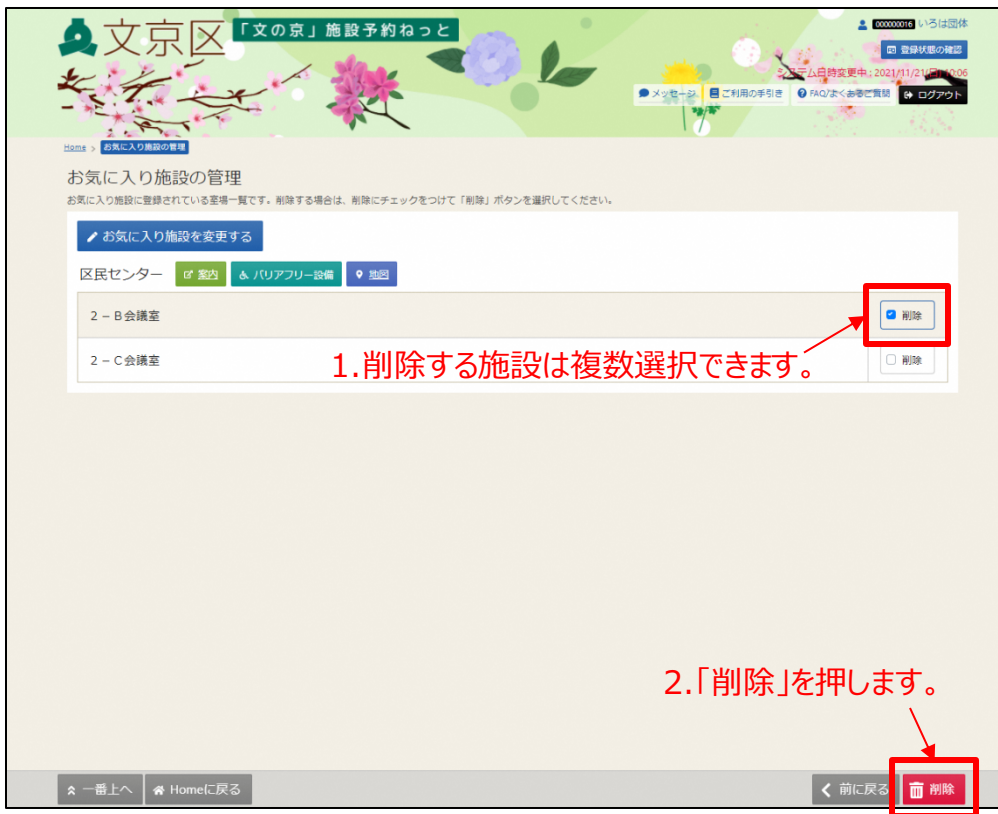 文京区
「文の京」施設予約ねっと
00000016 いろは団体
登録状態の確認
システム日時変更中:2021/11/21(日)10:06
メッセージ ご利用の手引き FAQ/よくあるご質問 ログアウト
Home > お気に入り施設の管理
お気に入り施設の管理
お気に入り施設に登録されている室場一覧です。削除する場合は、削除にチェックをつけて「削除」ボタンを選択してください。
お気に入り施設を変更する
区民センター 案内 バリアフリー設備 地図
2-B会議室 削除
2-C会議室 削除
1.削除する施設は複数選択できます。
2.「削除」を押します。
一番上へ Homeに戻る 前に戻る 削除